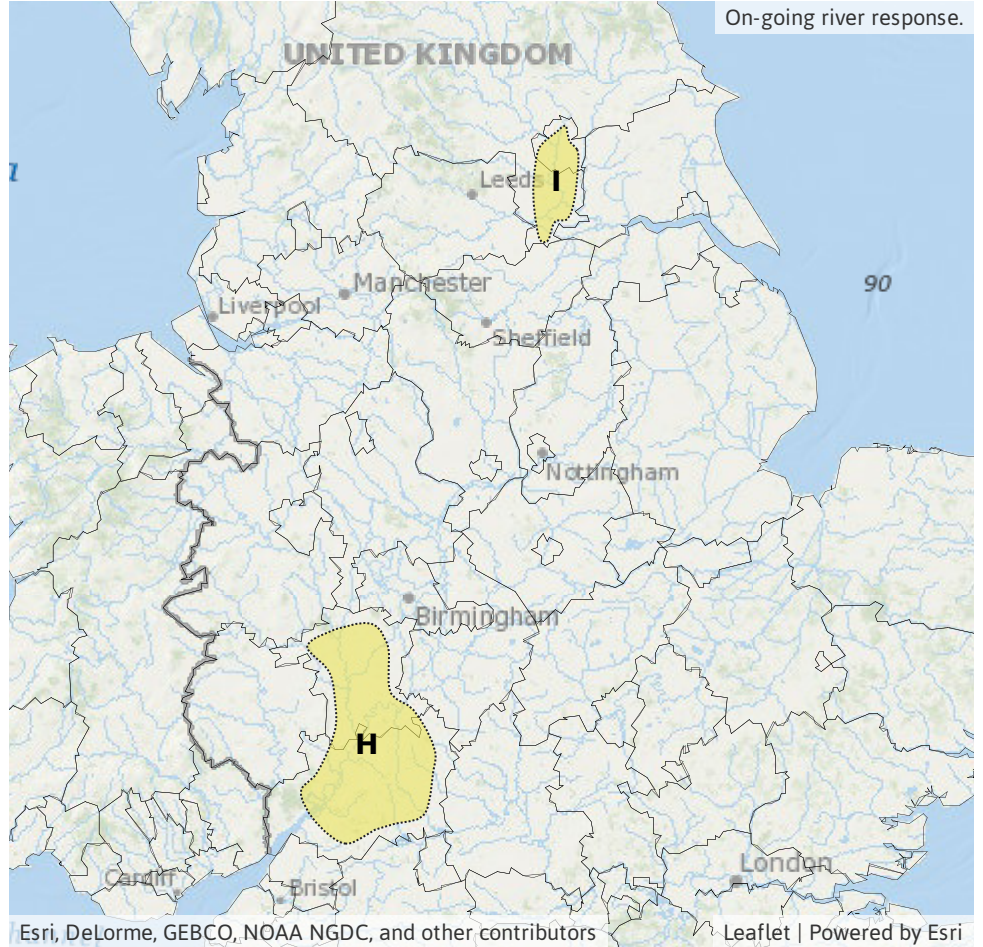 On-going river response.
UNITED KINGDOM
I
Leeds
Manchester
90
Liverpool
Sheffield
Nottingham
Birmingham
H
London
Cardiff
Bristol
Esri, DeLorme, GEBCO, NOAA NGDC, and other contributors
Leaflet | Powered by Esri